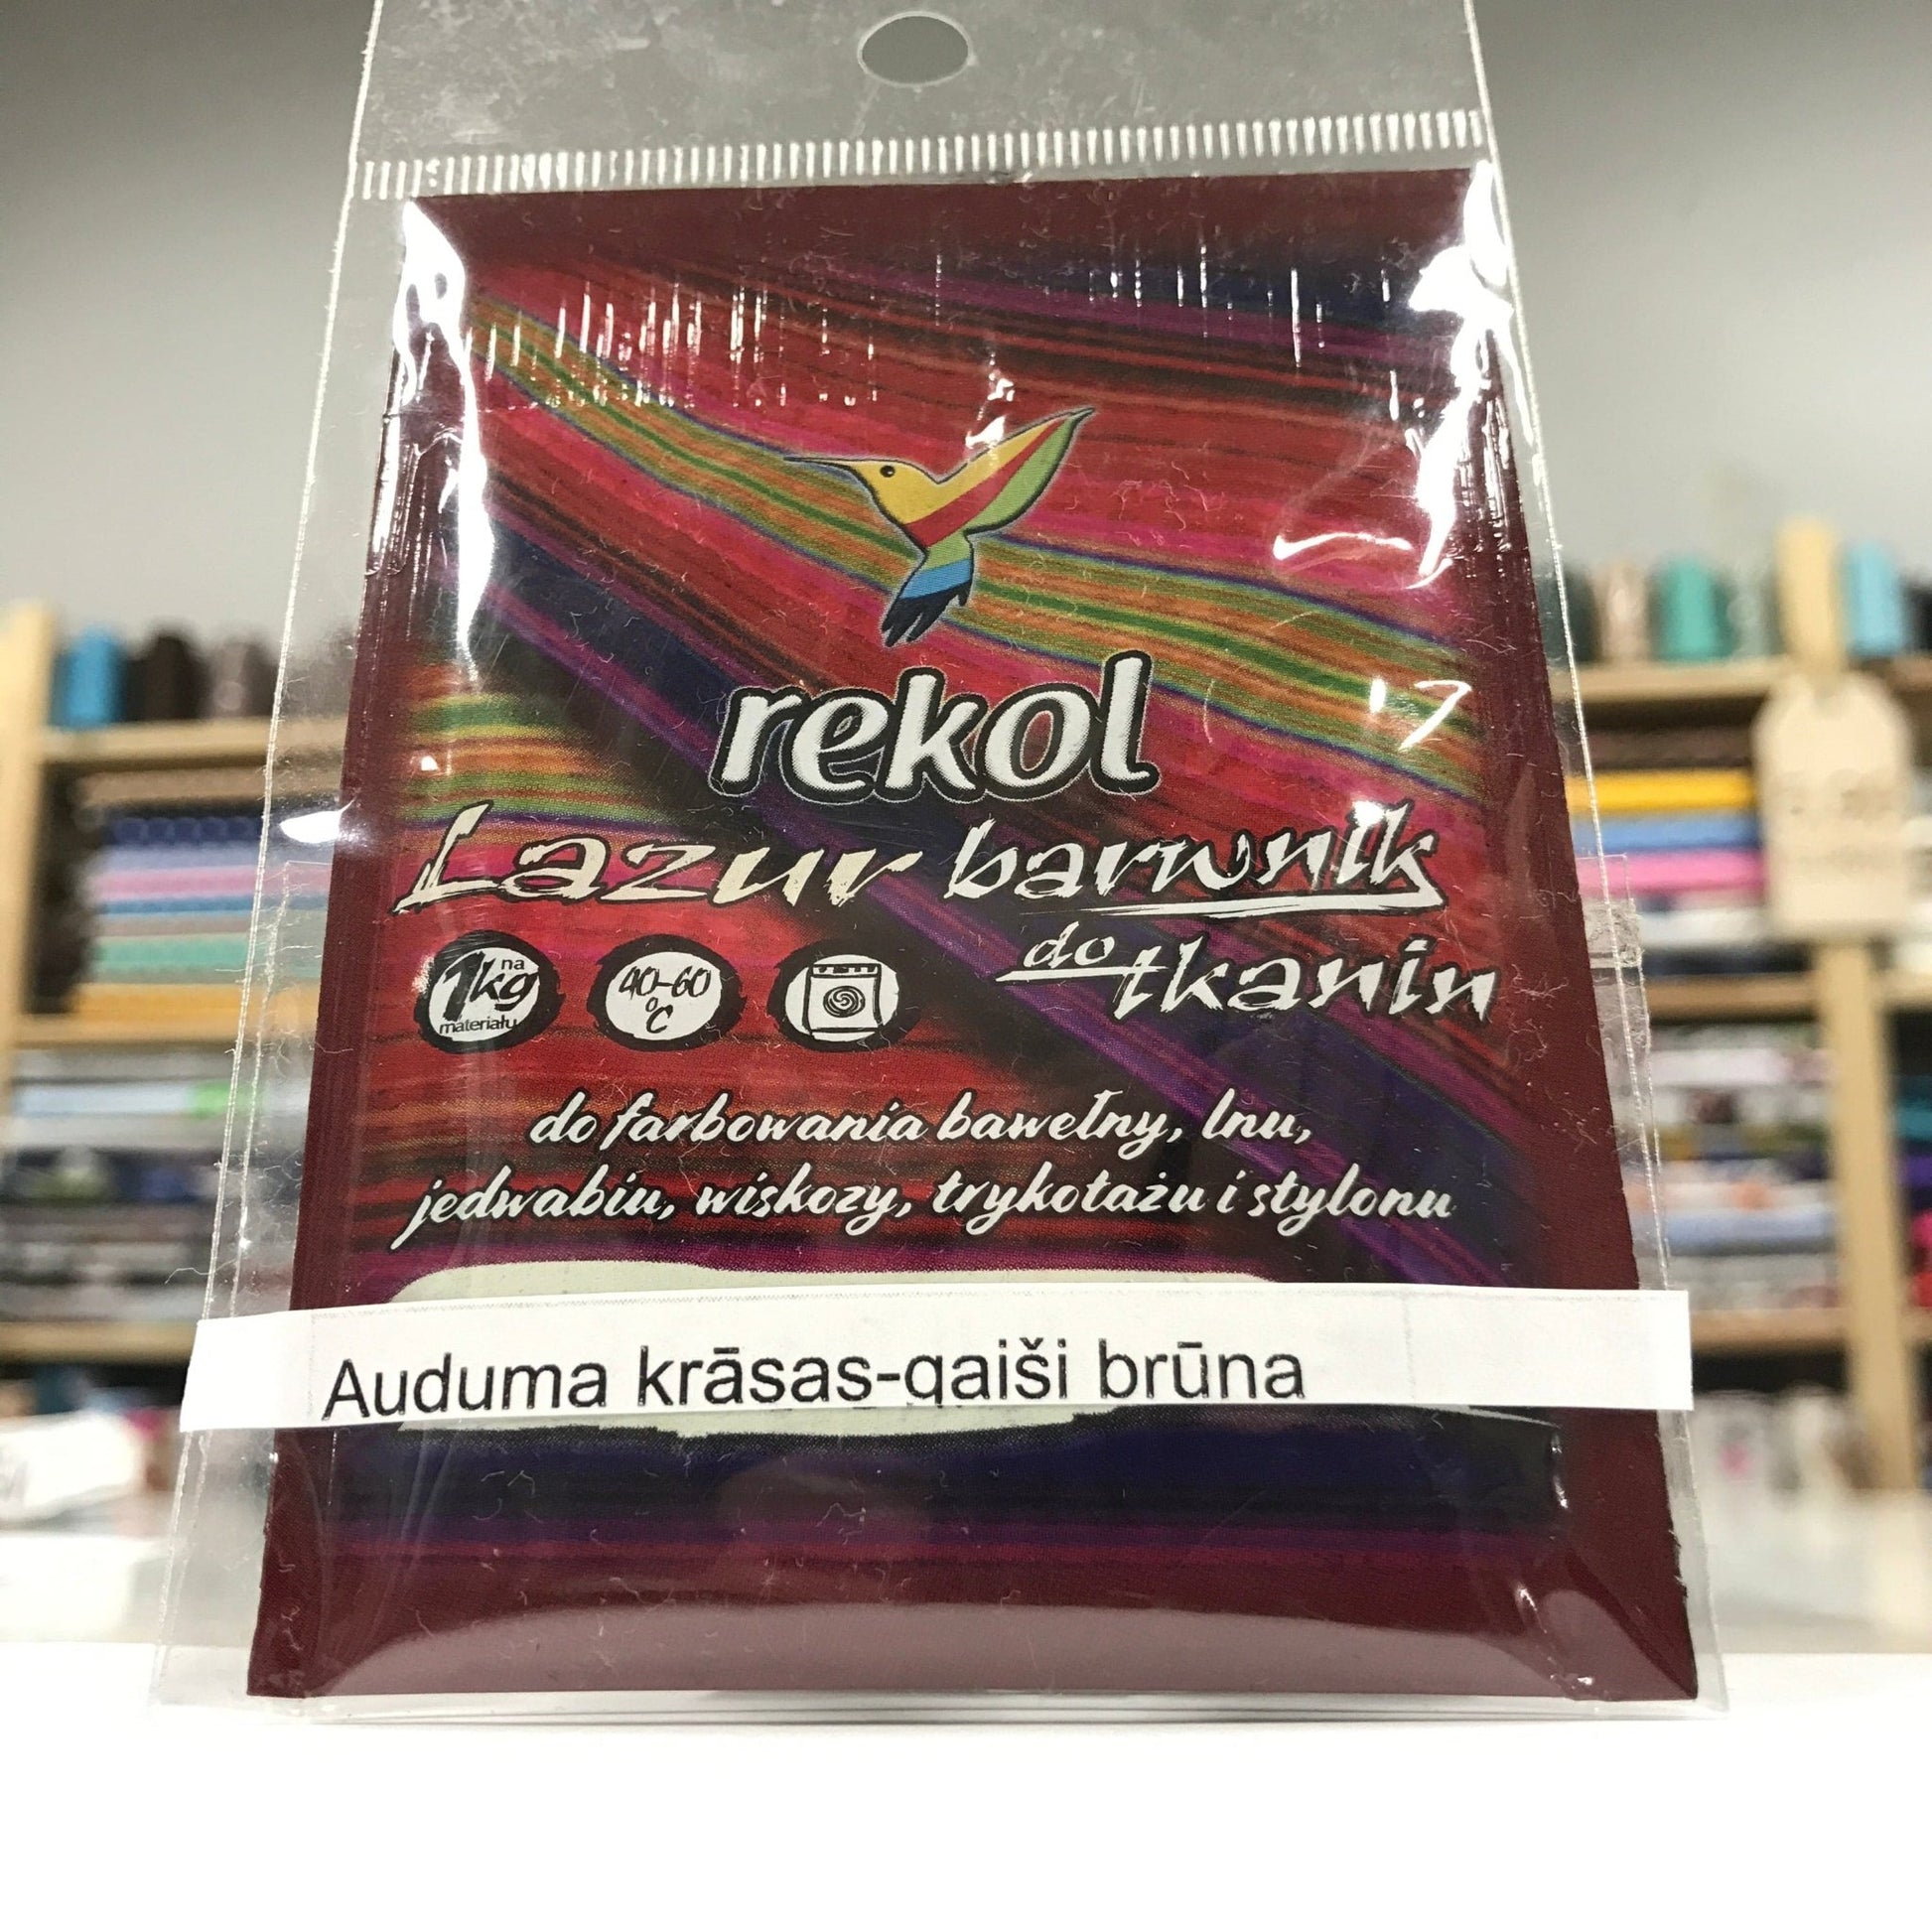 rekol
Lazur barwnik
do tkanin
1kg na
materiału
40-60
°C
do farbowania bawełny, lnu,
jedwabiu, wiskozy, trykotażu i stylonu
Auduma krāsas-gaiši brūna